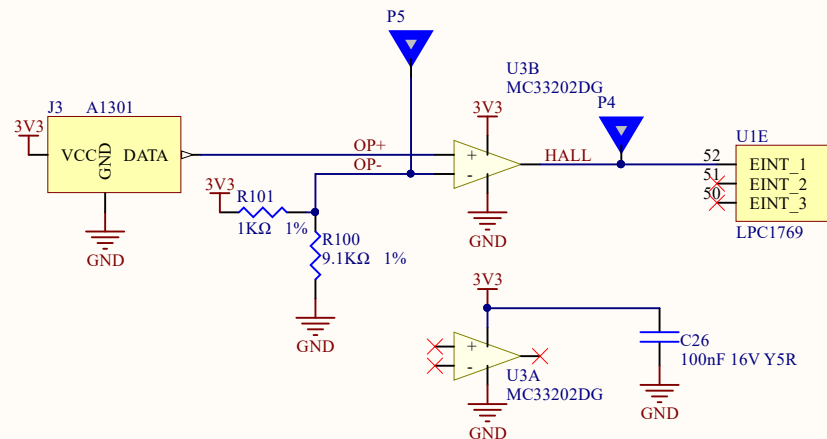 P5
U3B
MC33202DG
3V3
P4
J3 A1301
3V3
VCC
GND
DATA
OP+
OP-
+
-
HALL
U1E
52
EINT_1
51
EINT_2
50
EINT_3
LPC1769
3V3
R101
1KΩ 1%
GND
GND
R100
9.1KΩ 1%
GND
3V3
+
-
C26
100nF 16V Y5R
U3A
MC33202DG
GND
GND